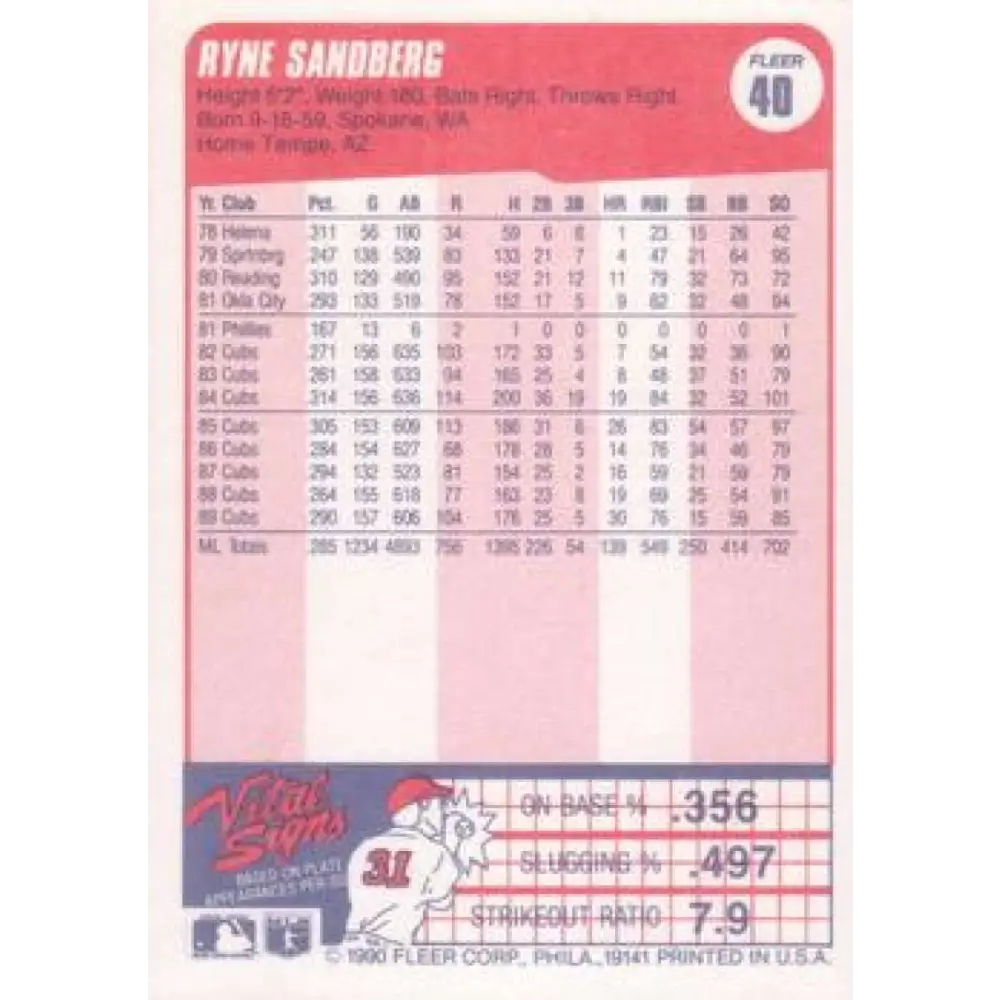 RYNE SANDBERG
FLEER
40
Height 6'2", Weight 180, Bats Right, Throws Right
Born 9-18-59, Spokane, WA
Home Tempe, AZ
Yr. Club Pct. G AB R H 2B 3B HR RBI SB BB SO
78 Helena .311 56 190 34 59 6 6 1 23 15 26 42
79 Sprtnbrg .247 138 539 83 133 21 7 4 47 21 64 95
80 Reading .310 129 490 95 152 21 12 11 79 32 73 72
81 Okla City .293 133 519 78 152 17 5 9 62 32 48 94
81 Phillies .167 13 6 2 1 0 0 0 0 0 0 1
82 Cubs .271 156 635 103 172 33 5 7 54 32 36 90
83 Cubs .261 158 633 94 165 25 4 8 48 37 51 79
84 Cubs .314 156 636 114 200 36 19 19 84 32 52 101
85 Cubs .305 153 609 113 186 31 6 26 83 54 57 97
86 Cubs .284 154 627 68 178 28 5 14 76 34 46 79
87 Cubs .294 132 523 81 154 25 2 16 59 21 59 79
88 Cubs .264 155 618 77 163 23 8 19 69 25 54 91
89 Cubs .290 157 606 104 176 25 5 30 76 15 59 85
ML Totals .285 1234 4893 756 1395 226 54 139 549 250 414 702
Vital Signs
BASED ON PLATE
APPEARANCES PER
31
ON BASE % .356
SLUGGING % .497
STRIKEOUT RATIO 7.9
© 1990 FLEER CORP., PHILA., 19141 PRINTED IN U.S.A.